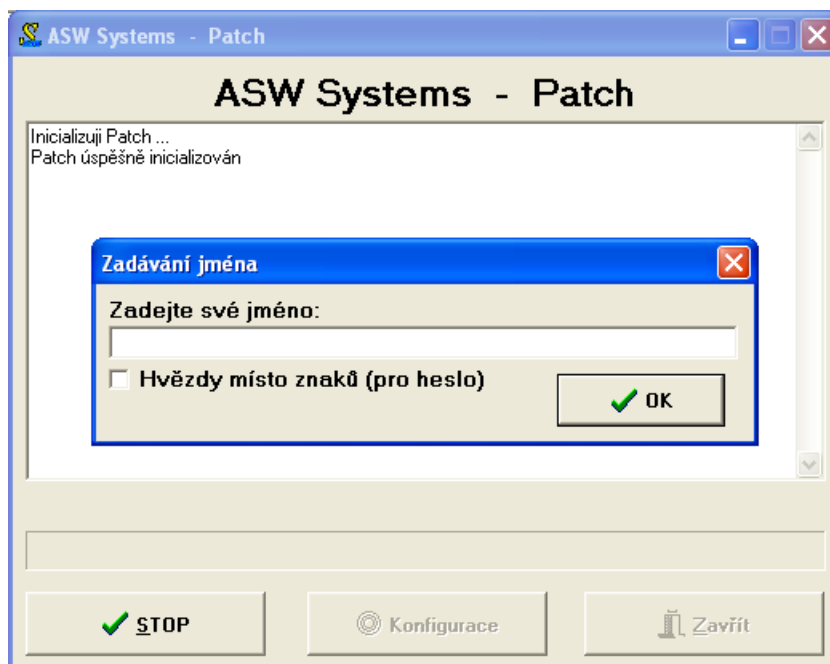 ASW Systems - Patch
ASW Systems - Patch
Inicializuji Patch ...
Patch úspěšně inicializován
Zadávání jména
Zadejte své jméno:
Hvězdy místo znaků (pro heslo)
OK
STOP
Konfigurace
Zavřít